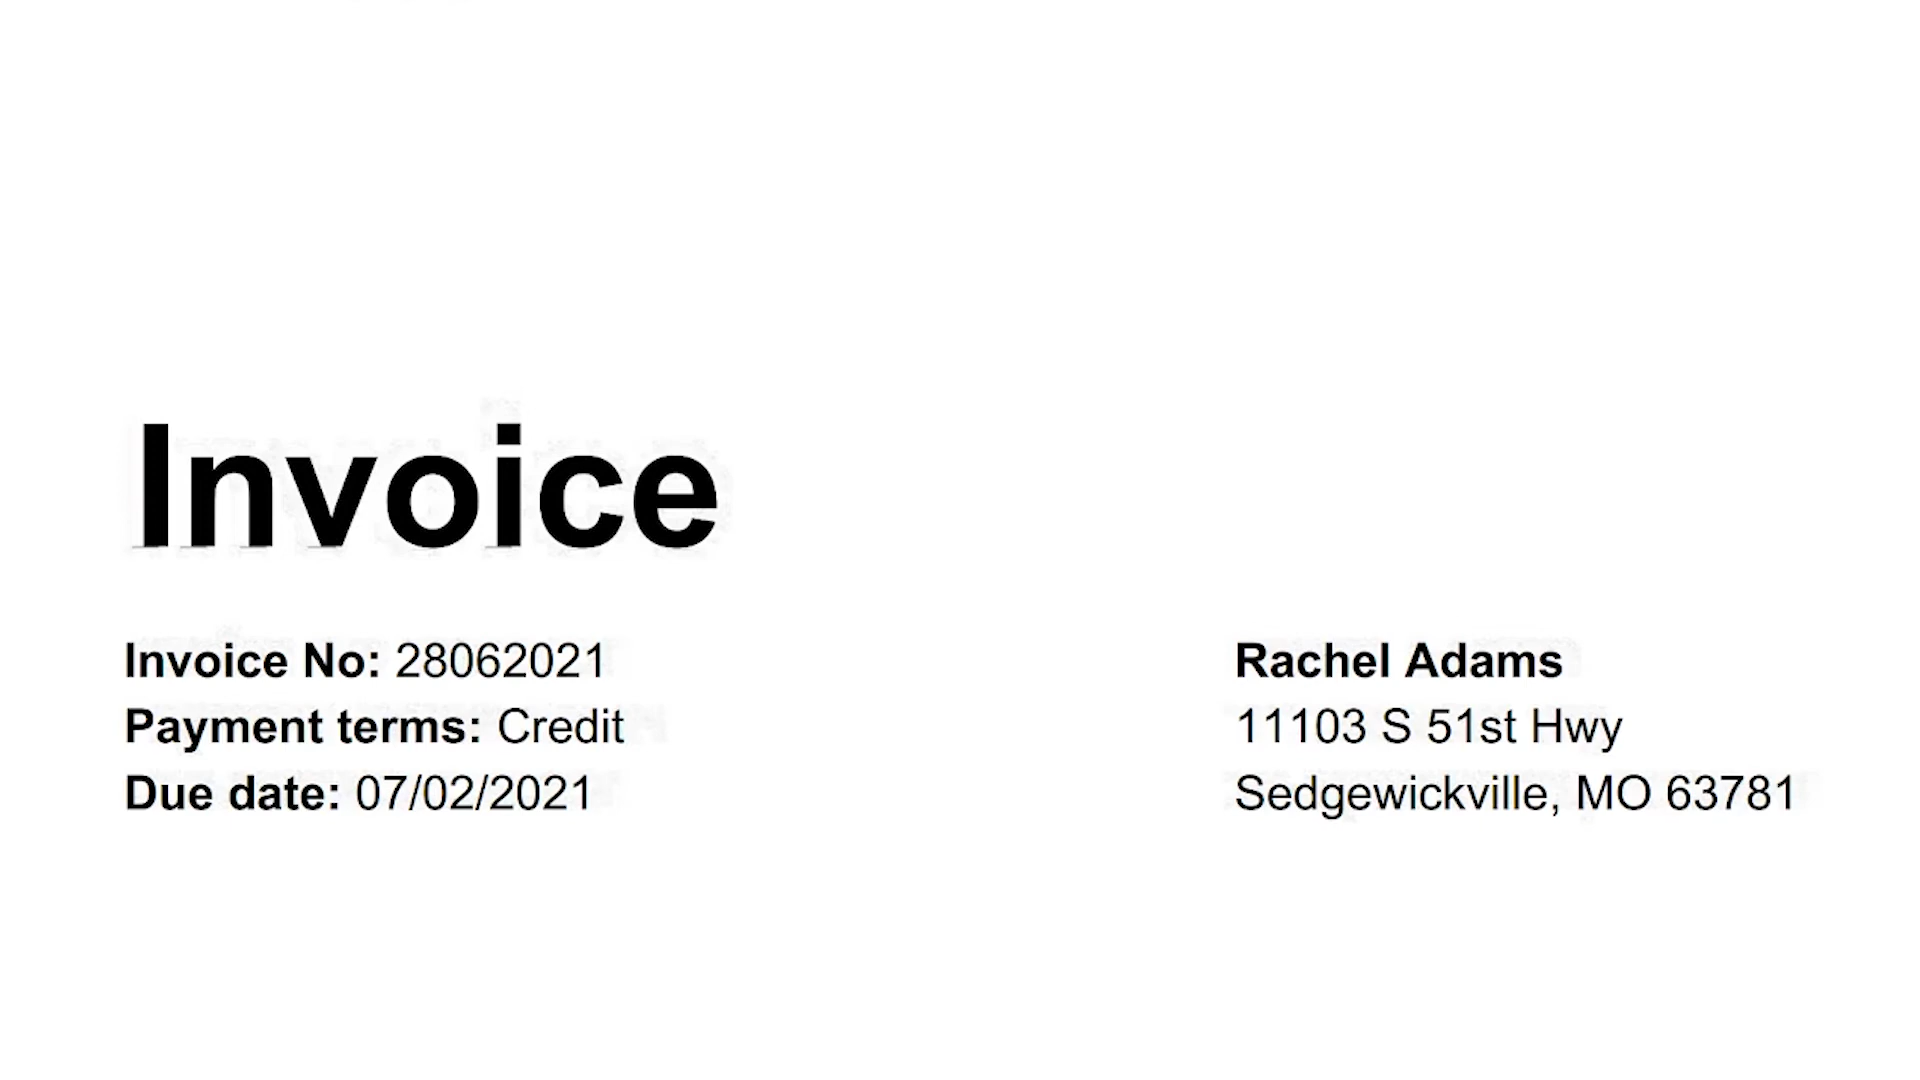 Invoice
Invoice No: 28062021
Payment terms: Credit
Due date: 07/02/2021
Rachel Adams
11103 S 51st Hwy
Sedgewickville, MO 63781